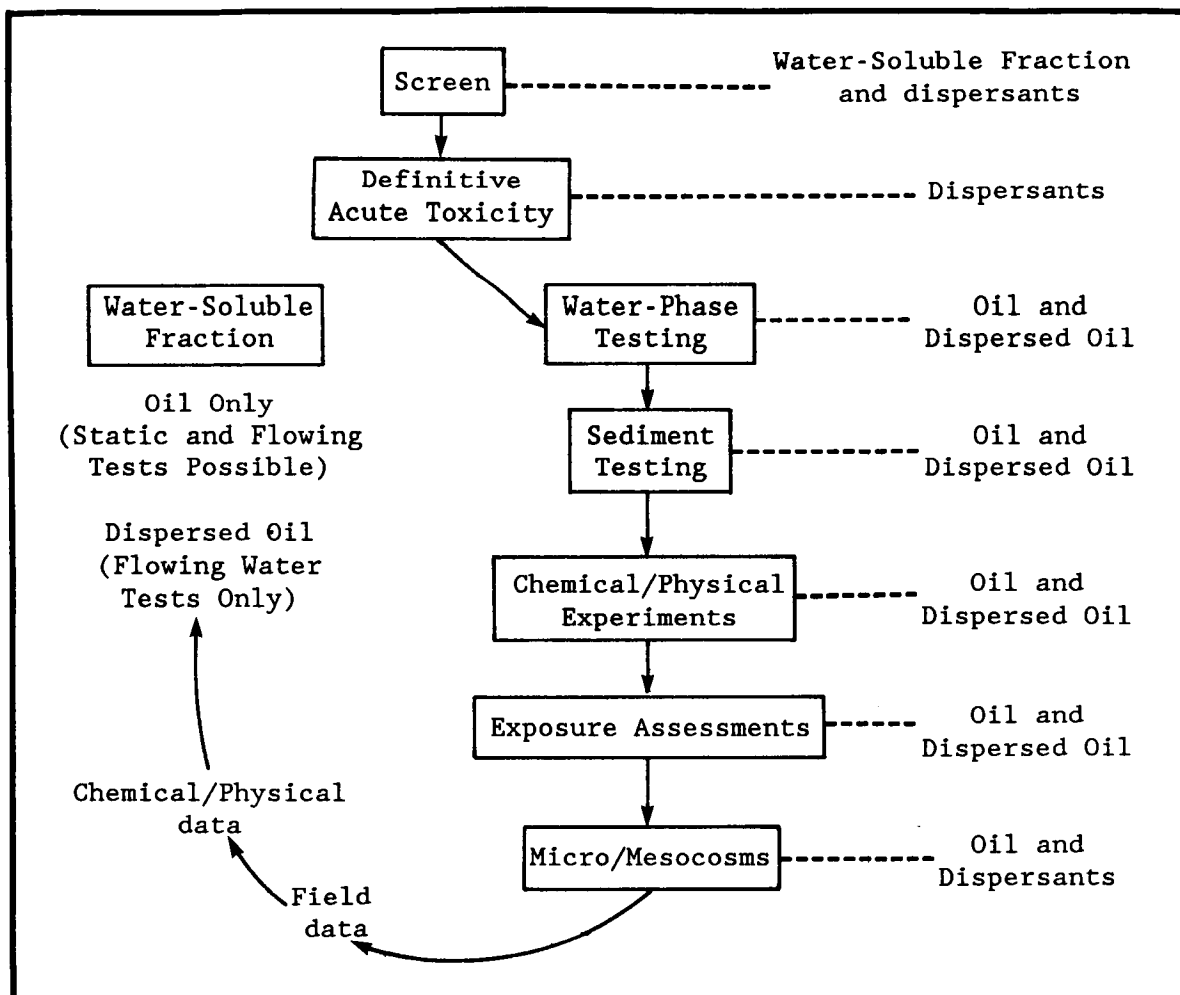 Screen
Water-Soluble Fraction
and dispersants
Definitive
Acute Toxicity
Dispersants
Water-Soluble
Fraction
Water-Phase
Testing
Oil and
Dispersed Oil
Oil Only
(Static and Flowing
Tests Possible)
Sediment
Testing
Oil and
Dispersed Oil
Dispersed Oil
(Flowing Water
Tests Only)
Chemical/Physical
Experiments
Oil and
Dispersed Oil
Exposure Assessments
Oil and
Dispersed Oil
Chemical/Physical
data
Micro/Mesocosms
Oil and
Dispersants
Field
data